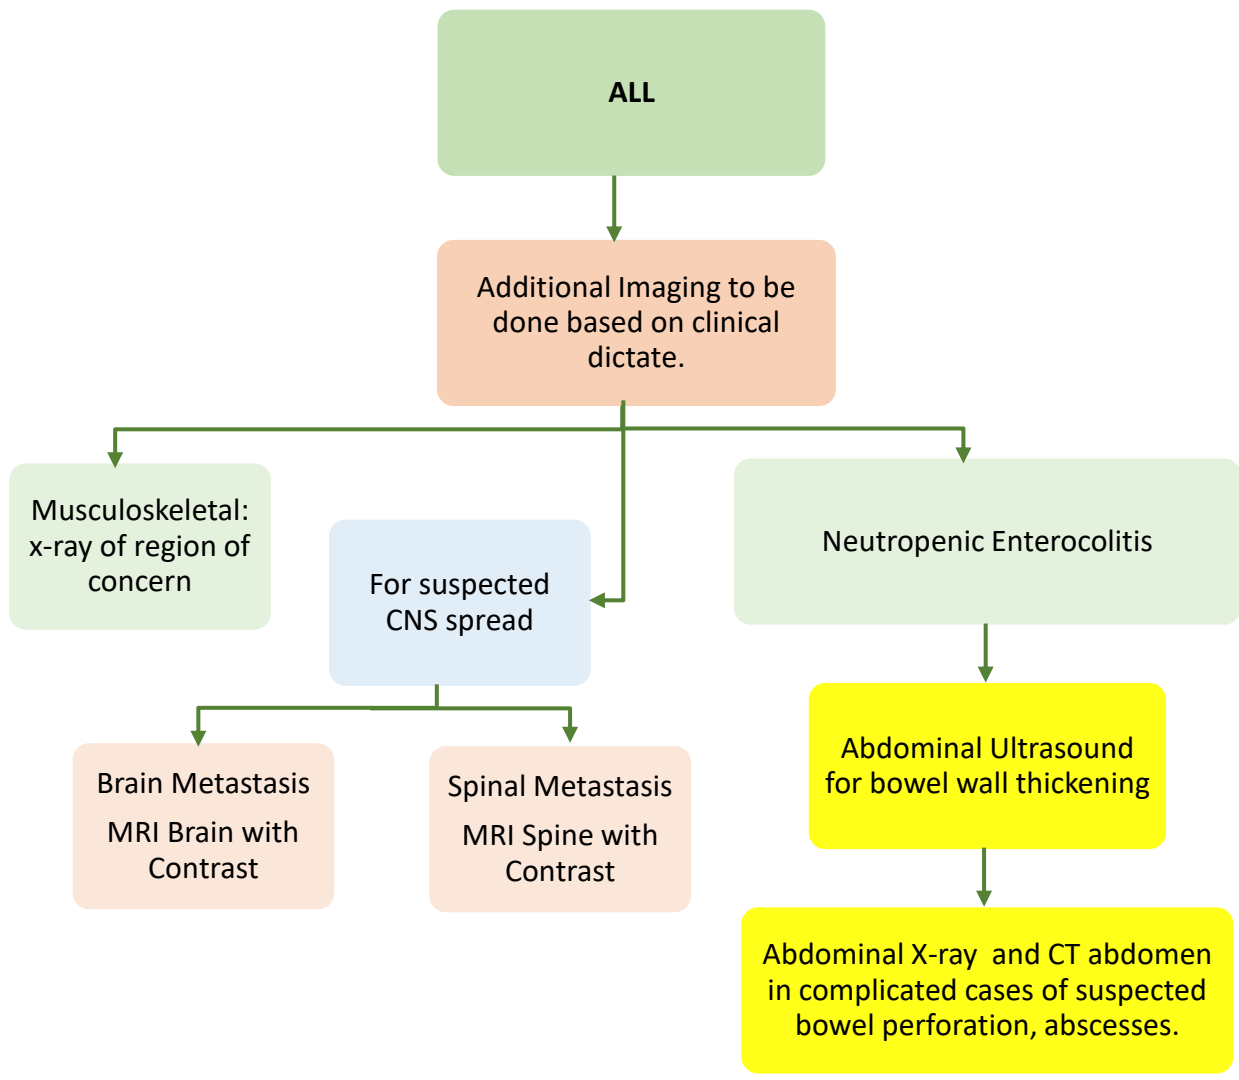 ALL
Additional Imaging to be
done based on clinical
dictate.
Musculoskeletal:
x-ray of region of
concern
For suspected
CNS spread
Neutropenic Enterocolitis
Brain Metastasis
MRI Brain with
Contrast
Spinal Metastasis
MRI Spine with
Contrast
Abdominal Ultrasound
for bowel wall thickening
Abdominal X-ray  and CT abdomen
in complicated cases of suspected
bowel perforation, abscesses.